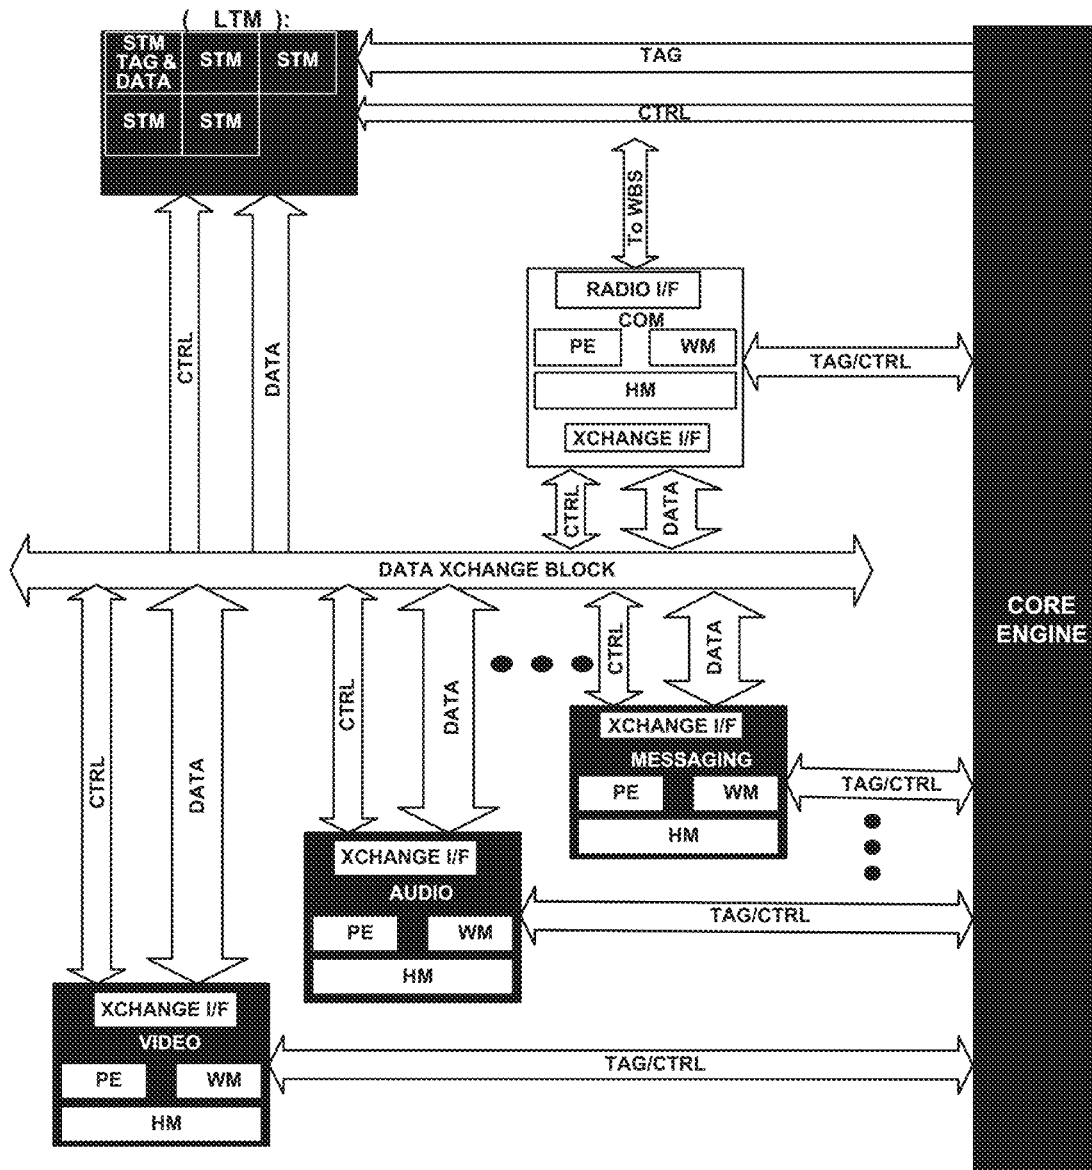 ( LTM ):
STM
TAG &
DATA
STM
STM
STM
STM
TAG
CTRL
To WBS
RADIO I/F
COM
PE
WM
HM
XCHANGE I/F
TAG/CTRL
CTRL
DATA
CTRL
DATA
DATA XCHANGE BLOCK
CORE
ENGINE
CTRL
DATA
CTRL
DATA
CTRL
DATA
XCHANGE I/F
MESSAGING
PE
WM
HM
TAG/CTRL
XCHANGE I/F
AUDIO
PE
WM
HM
TAG/CTRL
XCHANGE I/F
VIDEO
PE
WM
HM
TAG/CTRL